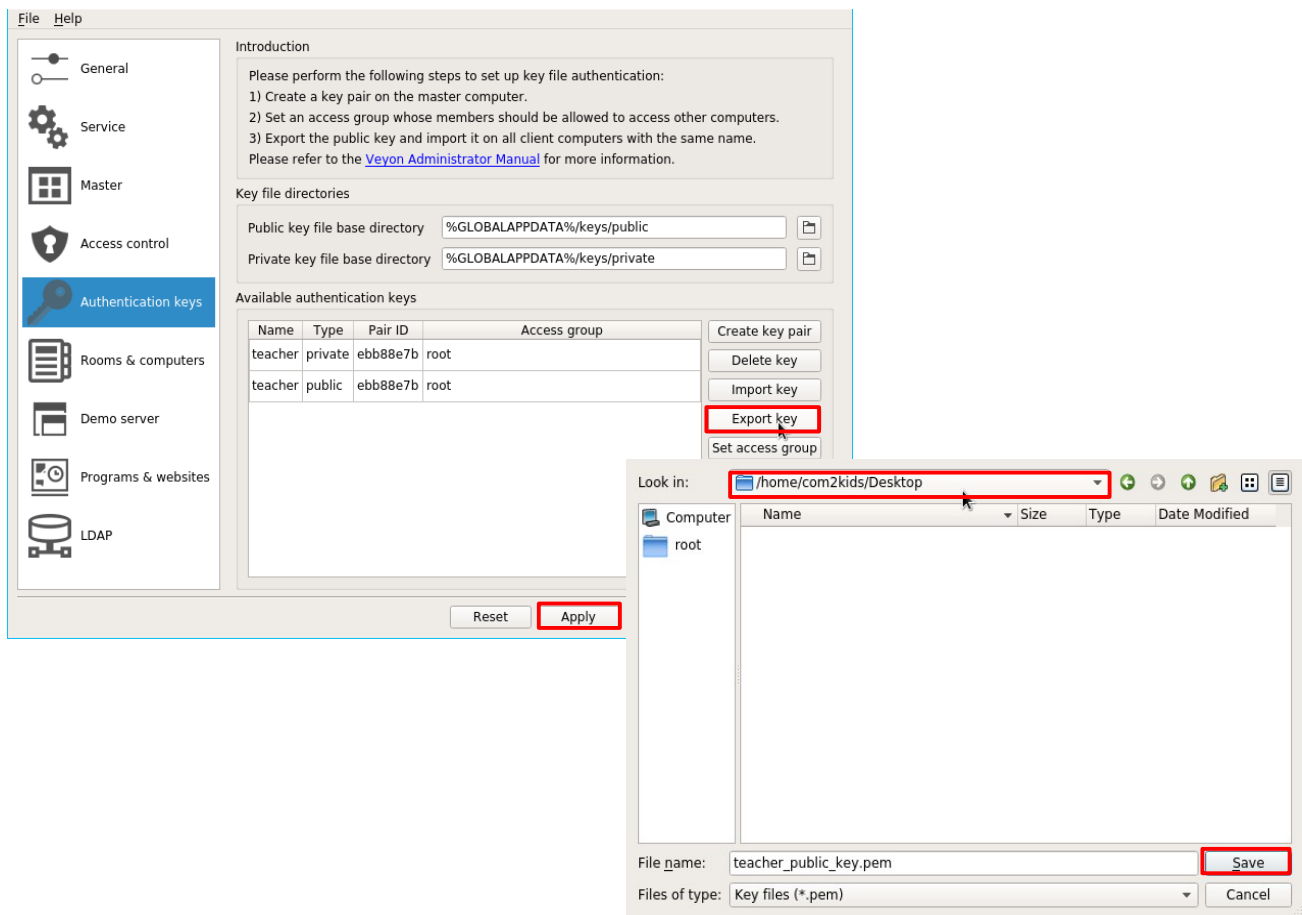 File Help
General
Service
Master
Access control
Authentication keys
Rooms & computers
Demo server
Programs & websites
LDAP
Introduction
Please perform the following steps to set up key file authentication:
1) Create a key pair on the master computer.
2) Set an access group whose members should be allowed to access other computers.
3) Export the public key and import it on all client computers with the same name.
Please refer to the Veyon Administrator Manual for more information.
Key file directories
Public key file base directory %GLOBALAPPDATA%/keys/public
Private key file base directory %GLOBALAPPDATA%/keys/private
Available authentication keys
Name Type Pair ID Access group
teacher private ebb88e7b root
teacher public ebb88e7b root
Create key pair
Delete key
Import key
Export key
Set access group
Reset Apply
Look in: /home/com2kids/Desktop
Computer
root
Name Size Type Date Modified
File name: teacher_public_key.pem Save
Files of type: Key files (*.pem) Cancel